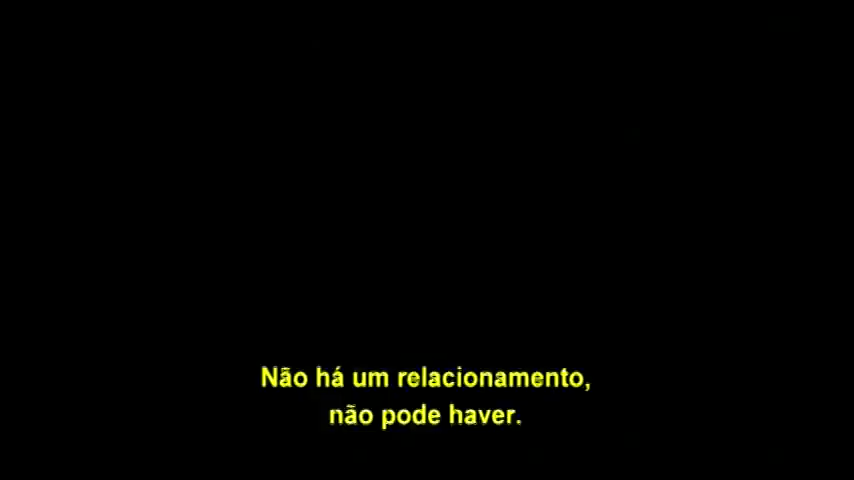 Não há um relacionamento,
não pode haver.